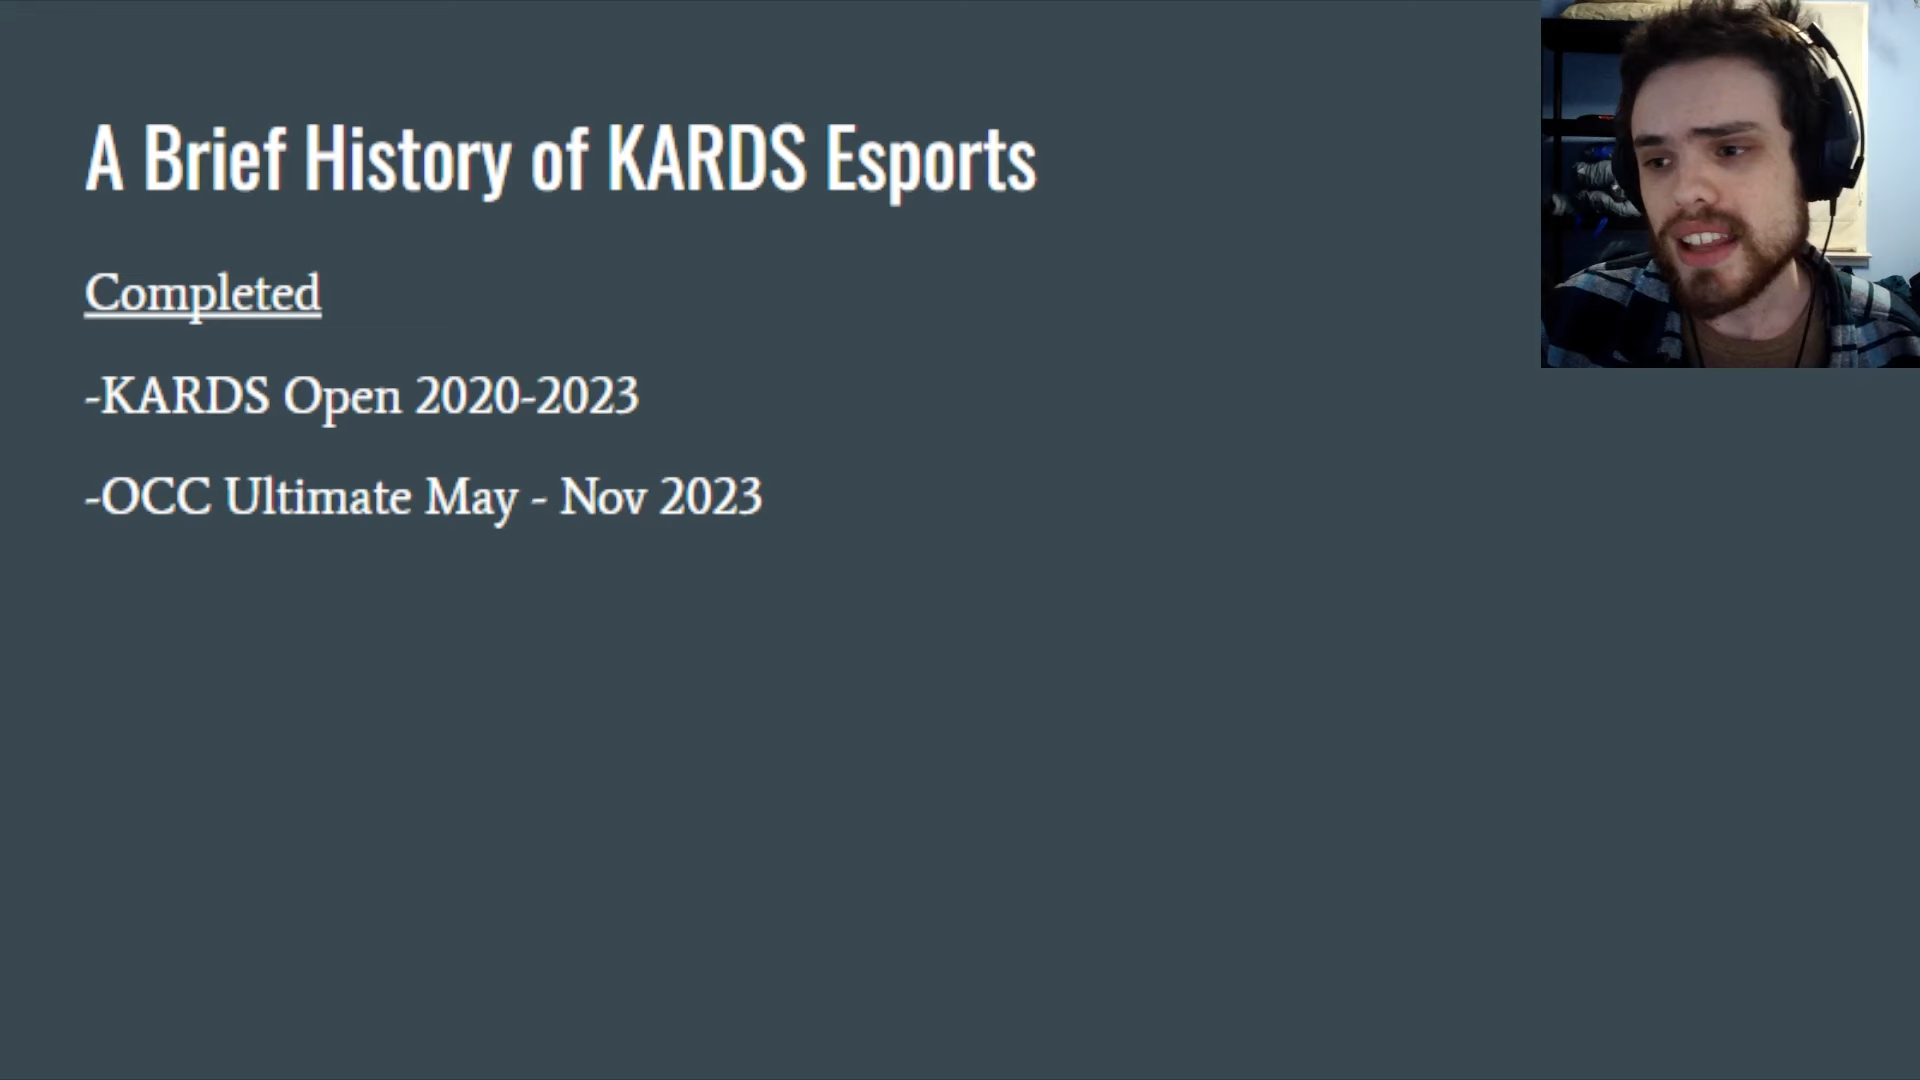 A Brief History of KARDS Esports
Completed
-KARDS Open 2020-2023
-OCC Ultimate May - Nov 2023